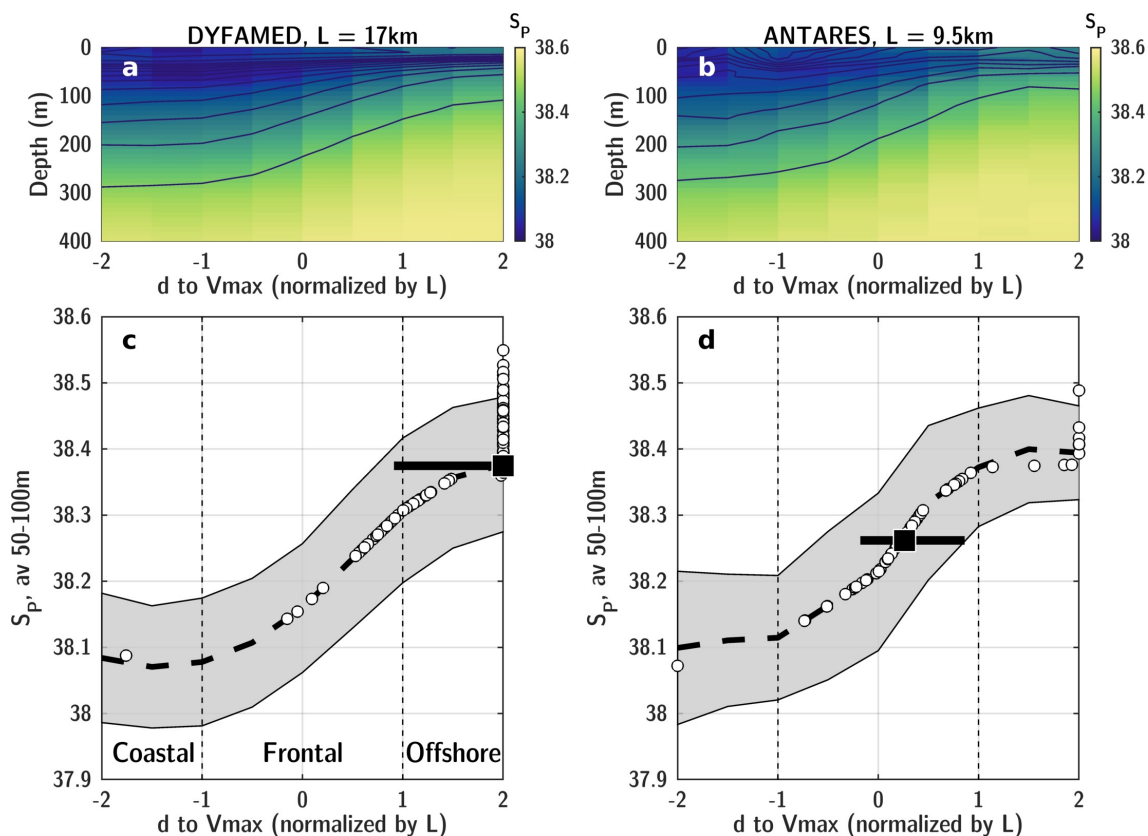 DYFAMED, L = 17km
S_P
a
0
100
200
300
400
Depth (m)
-2 -1 0 1 2
d to Vmax (normalized by L)
38.6
38.4
38.2
38
ANTARES, L = 9.5km
S_P
b
0
100
200
300
400
Depth (m)
-2 -1 0 1 2
d to Vmax (normalized by L)
38.6
38.4
38.2
38
c
38.6
38.5
38.4
38.3
38.2
38.1
38
37.9
S_P, av 50-100m
Coastal Frontal Offshore
-2 -1 0 1 2
d to Vmax (normalized by L)
d
38.6
38.5
38.4
38.3
38.2
38.1
38
37.9
S_P, av 50-100m
-2 -1 0 1 2
d to Vmax (normalized by L)